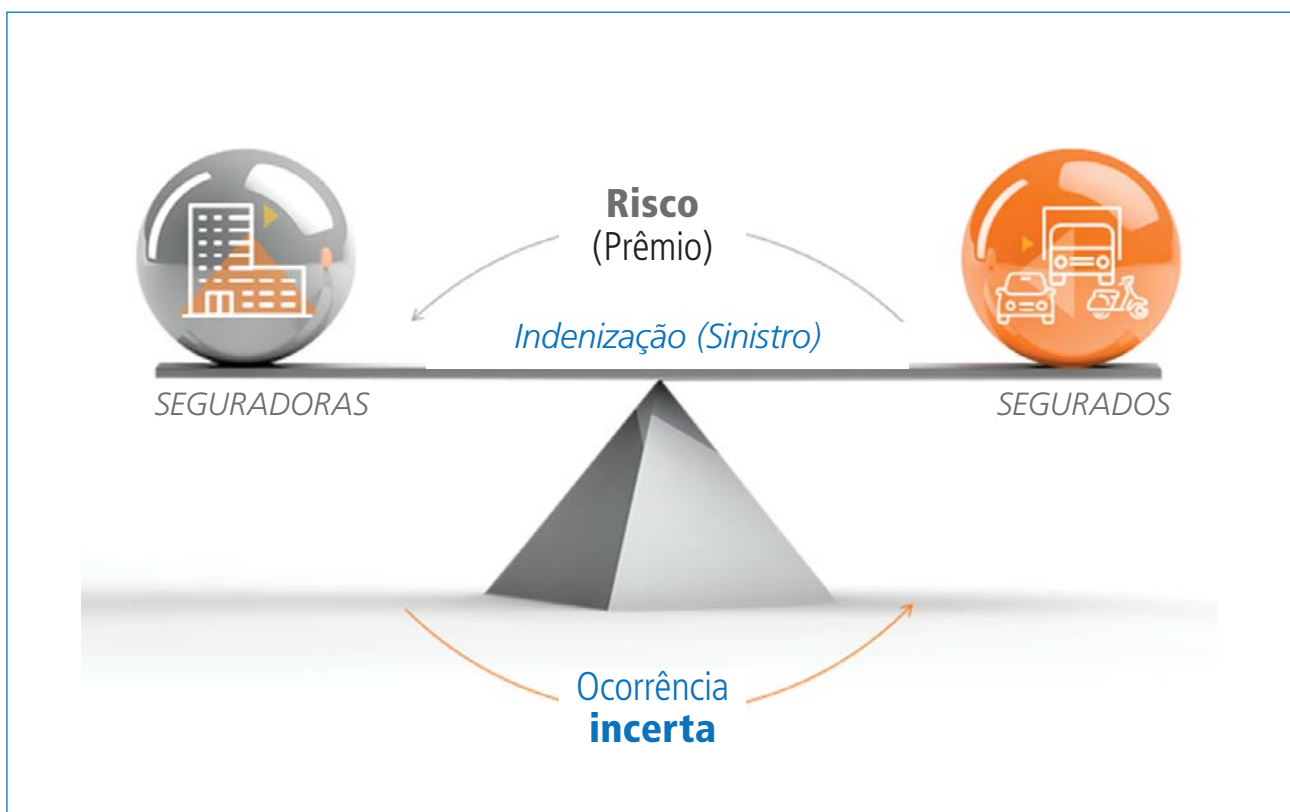 Risco
(Prêmio)
Indenização (Sinistro)
SEGURADORAS
SEGURADOS
Ocorrência
incerta